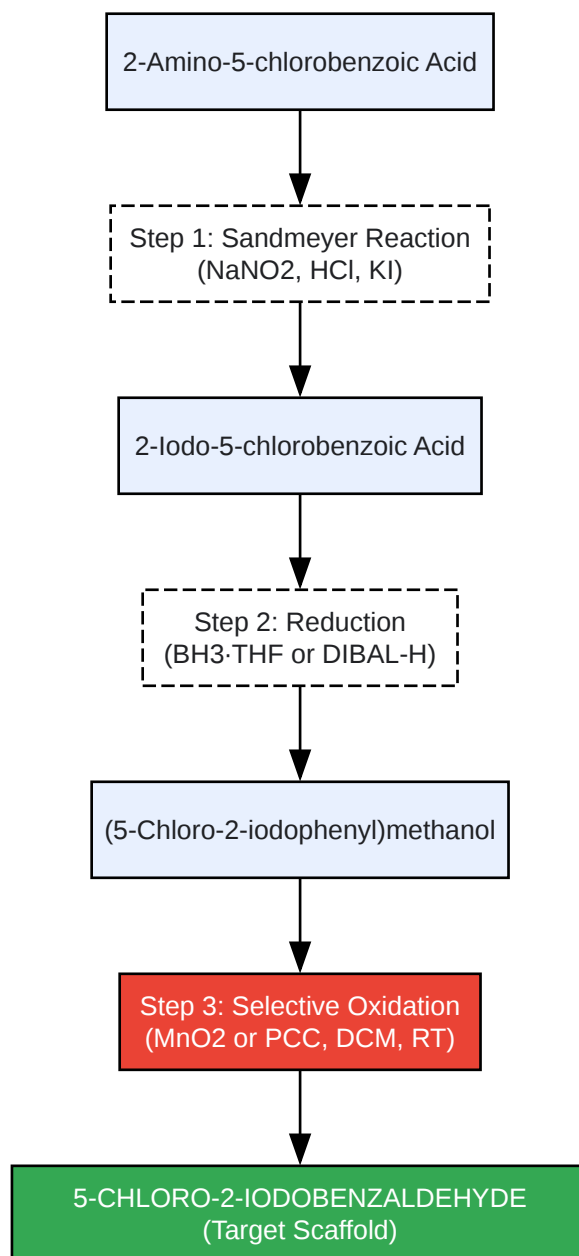 2-Amino-5-chlorobenzoic Acid
Step 1: Sandmeyer Reaction
(NaNO2, HCl, KI)
2-Iodo-5-chlorobenzoic Acid
Step 2: Reduction
(BH3·THF or DIBAL-H)
(5-Chloro-2-iodophenyl)methanol
Step 3: Selective Oxidation
(MnO2 or PCC, DCM, RT)
5-CHLORO-2-IODOBENZALDEHYDE
(Target Scaffold)